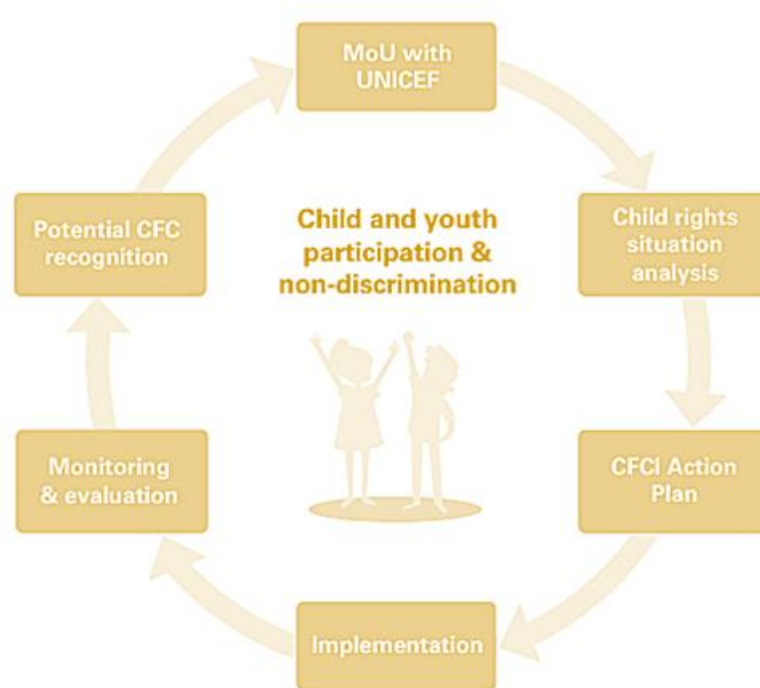 MoU with
UNICEF
Child rights
situation
analysis
CFCI Action
Plan
Implementation
Monitoring
& evaluation
Potential CFC
recognition
Child and youth
participation &
non-discrimination